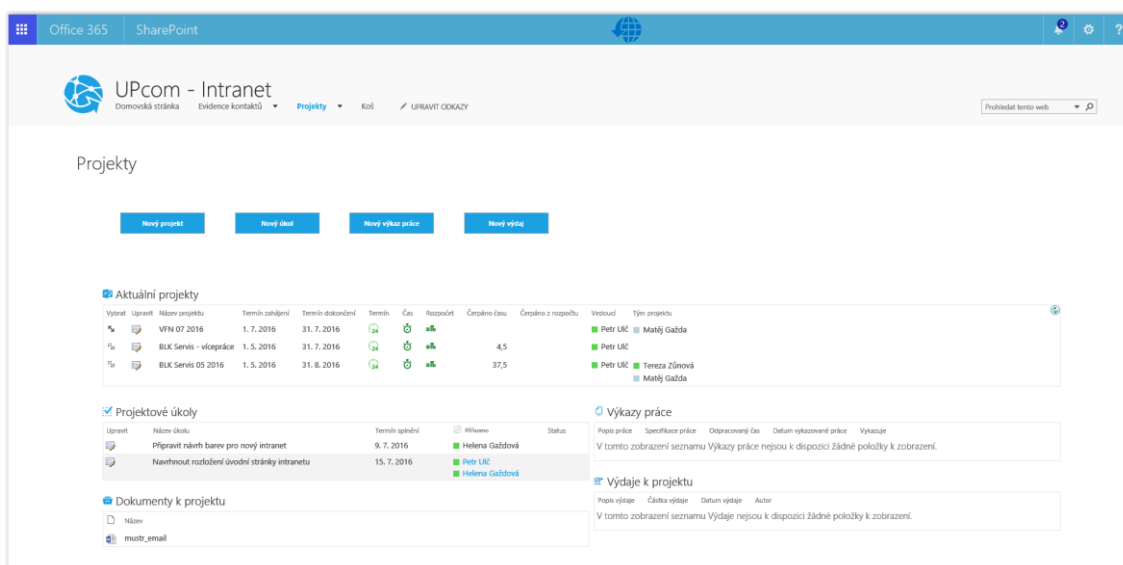 Office 365 SharePoint 2 ?
UPcom - Intranet
Domovská stránka Evidence kontaktů Projekty Koš UPRAVIT ODKAZY
Prohledat tento web
Projekty
Nový projekt Nový úkol Nový výkaz práce Nový výdaj
Aktuální projekty
Vybrat Upravit Název projektu Termín zahájení Termín dokončení Termín Čas Rozpočet Čerpáno času Čerpáno z rozpočtu Vedoucí Tým projektu
VFN 07 2016 1. 7. 2016 31. 7. 2016 24 Petr Ulč Matěj Gažda
BLK Servis - vícepráce 1. 5. 2016 31. 7. 2016 24 4,5 Petr Ulč
BLK Servis 05 2016 1. 5. 2016 31. 8. 2016 24 37,5 Petr Ulč Tereza Zůnová
Matěj Gažda
Projektové úkoly
Upravit Název úkolu Termín splnění Přiřazeno Status
Připravit návrh barev pro nový intranet 9. 7. 2016 Helena Gaždová
Navrhnout rozložení úvodní stránky intranetu 15. 7. 2016 Petr Ulč
Helena Gaždová
Dokumenty k projektu
Název
mustr_email
Výkazy práce
Popis práce Specifikace práce Odpracovaný čas Datum vykazované práce Vykazuje
V tomto zobrazení seznamu Výkazy práce nejsou k dispozici žádné položky k zobrazení.
Výdaje k projektu
Popis výdaje Částka výdaje Datum výdaje Autor
V tomto zobrazení seznamu Výdaje nejsou k dispozici žádné položky k zobrazení.